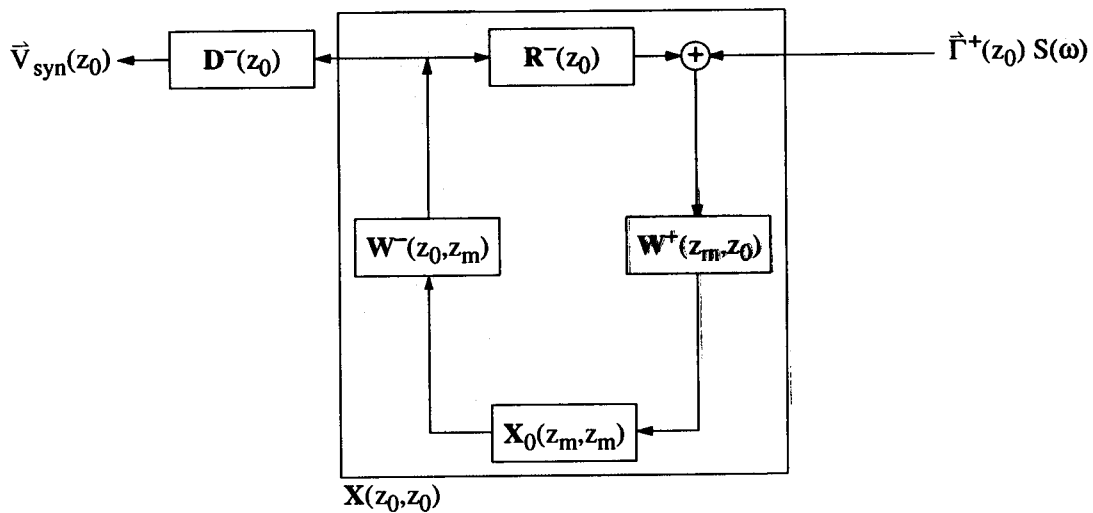 V⃗syn(z0)
D−(z0)
R−(z0)
+
Γ⃗+(z0) S(ω)
W−(z0,zm)
W+(zm,z0)
X0(zm,zm)
X(z0,z0)